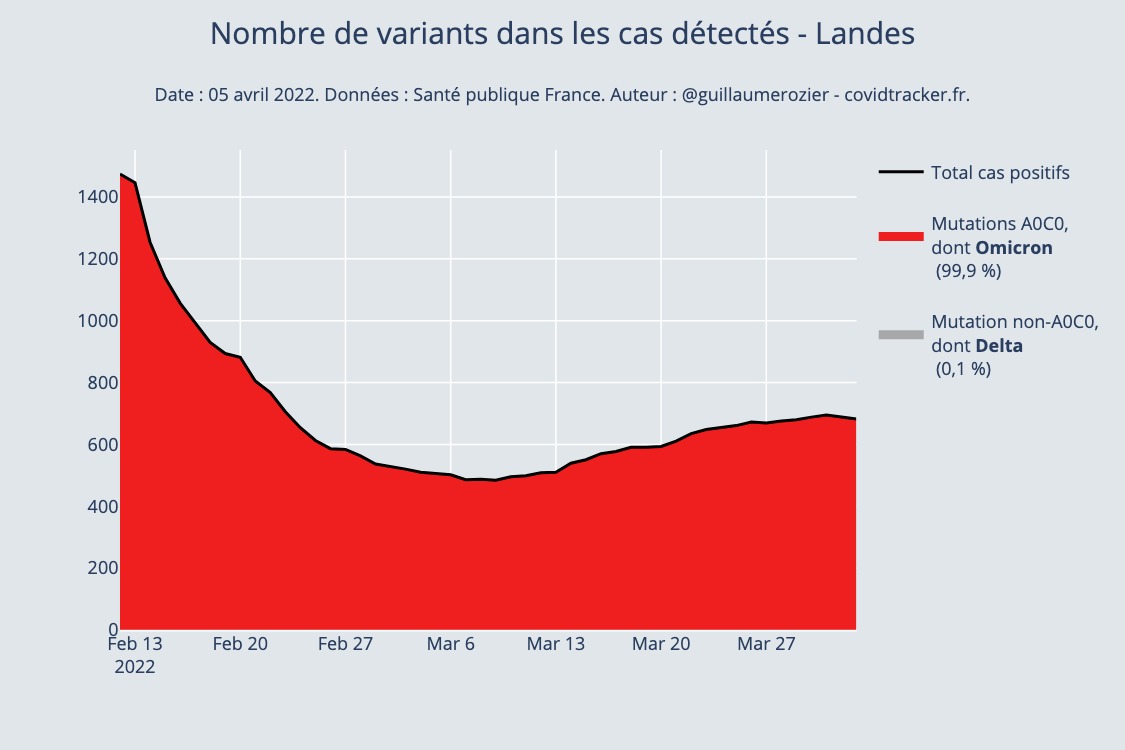 Nombre de variants dans les cas détectés - Landes
Date : 05 avril 2022. Données : Santé publique France. Auteur : @guillaumerozier - covidtracker.fr.
Total cas positifs
Mutations A0C0,
dont Omicron
(99,9 %)
Mutation non-A0C0,
dont Delta
(0,1 %)
1400
1200
1000
800
600
400
200
0
Feb 13 Feb 20 Feb 27 Mar 6 Mar 13 Mar 20 Mar 27
2022